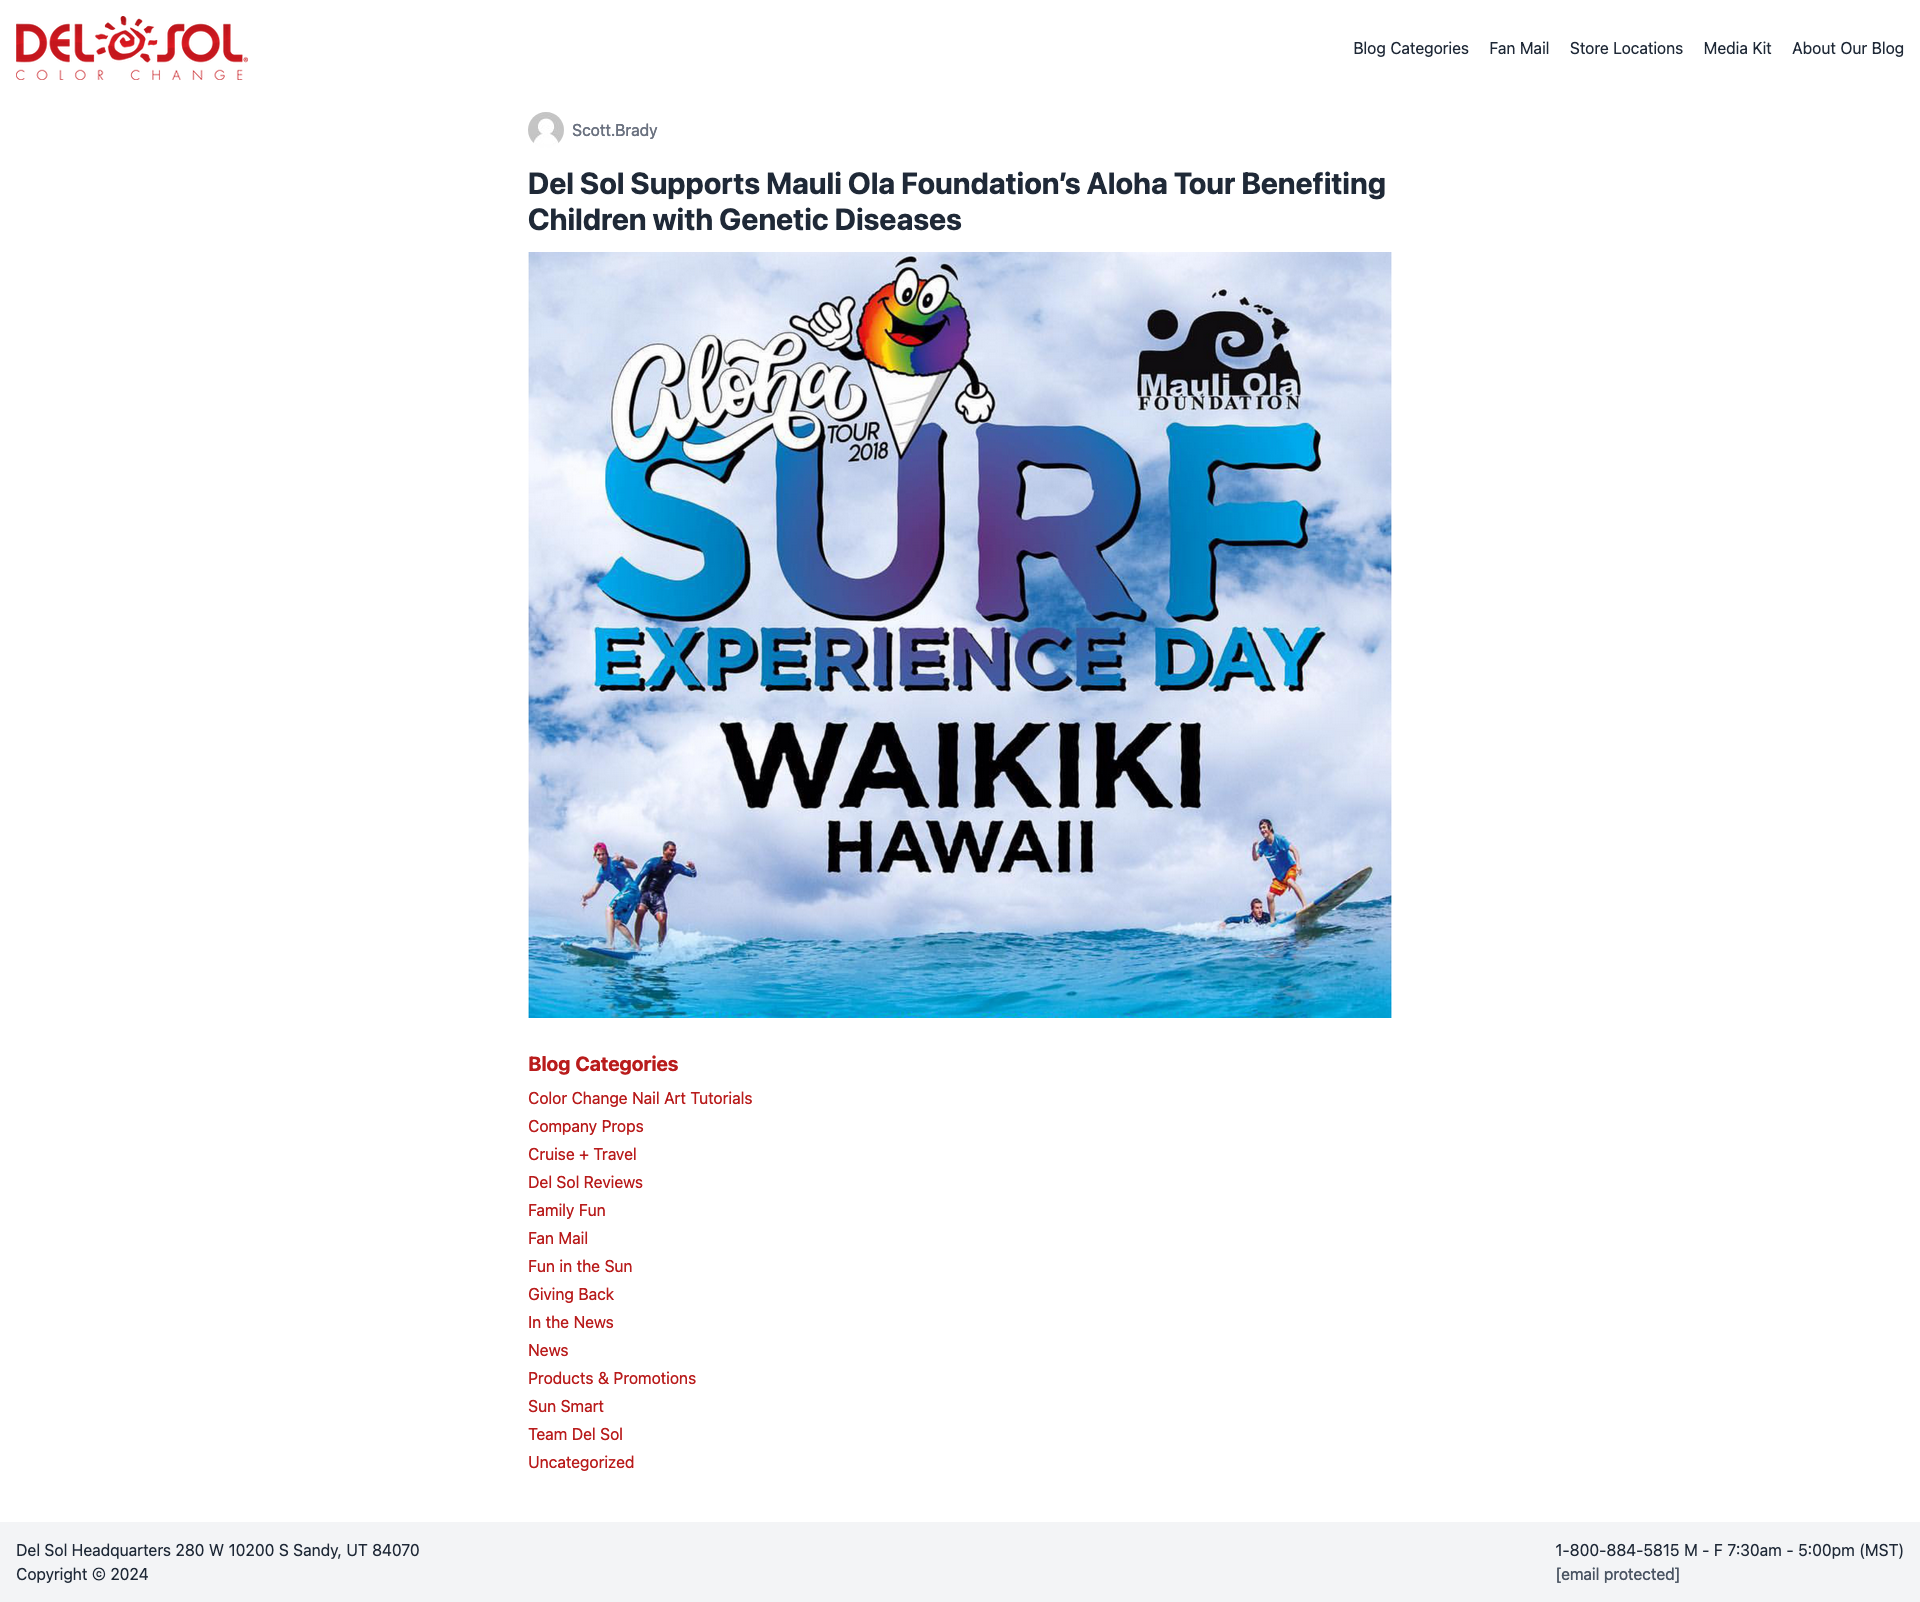 DEL SOL
COLOR CHANGE
Blog Categories Fan Mail Store Locations Media Kit About Our Blog
Scott.Brady
Del Sol Supports Mauli Ola Foundation’s Aloha Tour Benefiting
Children with Genetic Diseases
Aloha
TOUR
2018
Mauli Ola
FOUNDATION
SURF
EXPERIENCE DAY
WAIKIKI
HAWAII
Blog Categories
Color Change Nail Art Tutorials
Company Props
Cruise + Travel
Del Sol Reviews
Family Fun
Fan Mail
Fun in the Sun
Giving Back
In the News
News
Products & Promotions
Sun Smart
Team Del Sol
Uncategorized
Del Sol Headquarters 280 W 10200 S Sandy, UT 84070
Copyright © 2024
1-800-884-5815 M - F 7:30am - 5:00pm (MST)
[email protected]